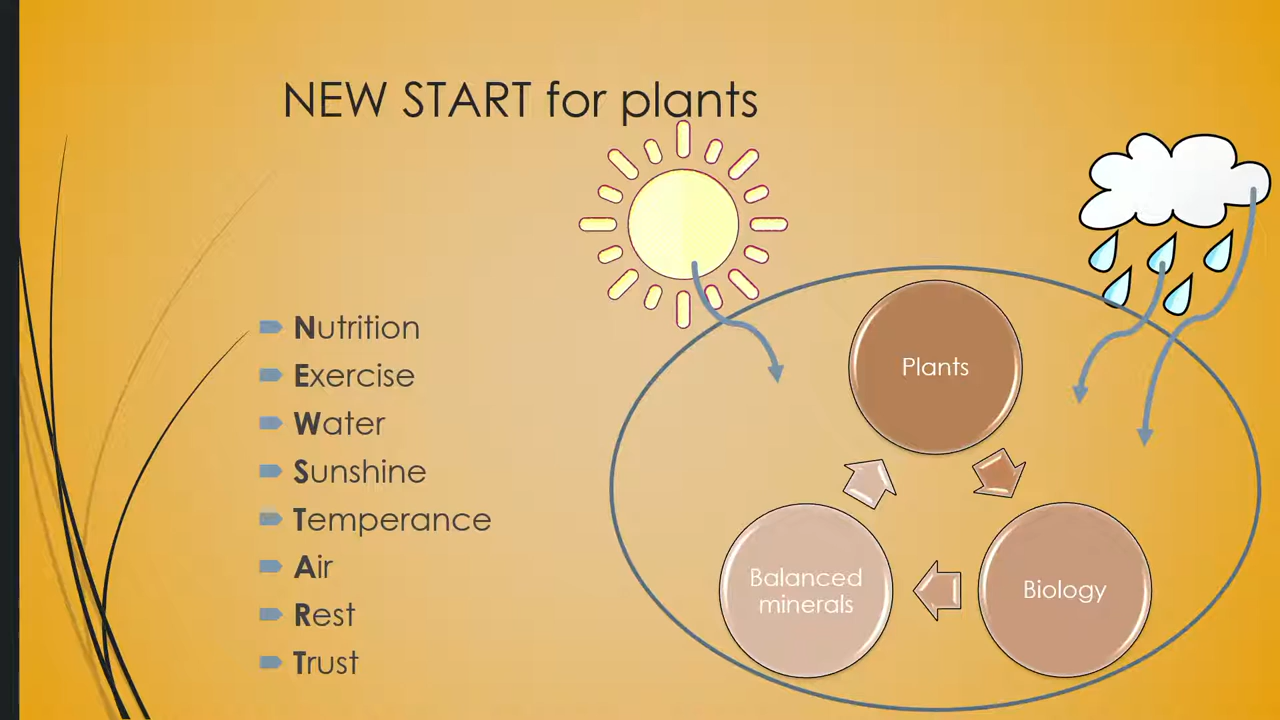 NEW START for plants
Nutrition
Exercise
Water
Sunshine
Temperance
Air
Rest
Trust
Plants
Balanced
minerals
Biology